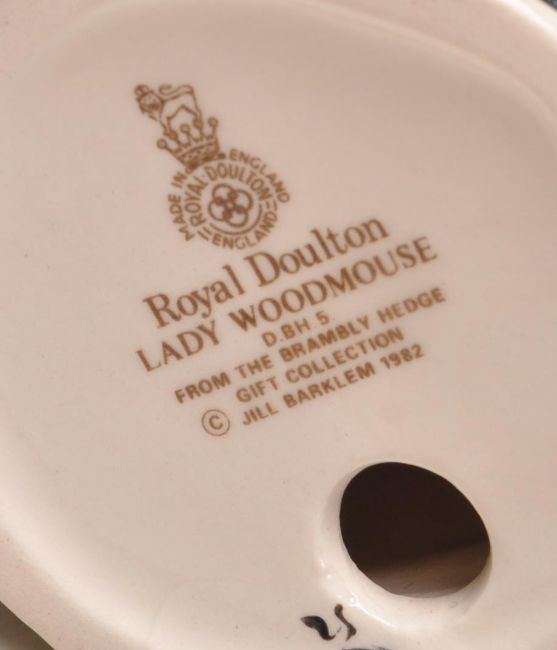 MADE IN ENGLAND
ROYAL·DOULTON
ENGLAND
Royal Doulton
LADY WOODMOUSE
D.BH 5.
FROM THE BRAMBLY HEDGE
GIFT COLLECTION
© JILL BARKLEM 1982